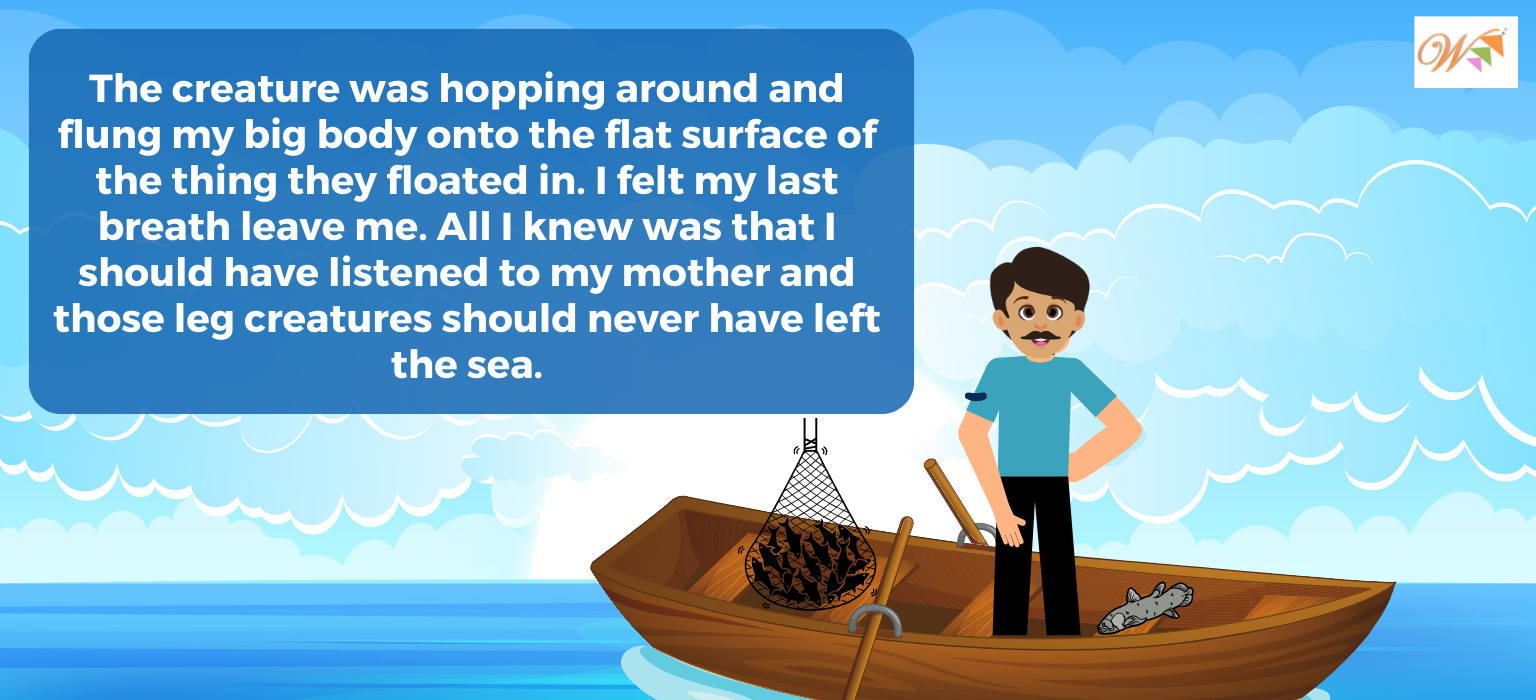 The creature was hopping around and
flung my big body onto the flat surface of
the thing they floated in. I felt my last
breath leave me. All I knew was that I
should have listened to my mother and
those leg creatures should never have left
the sea.
W